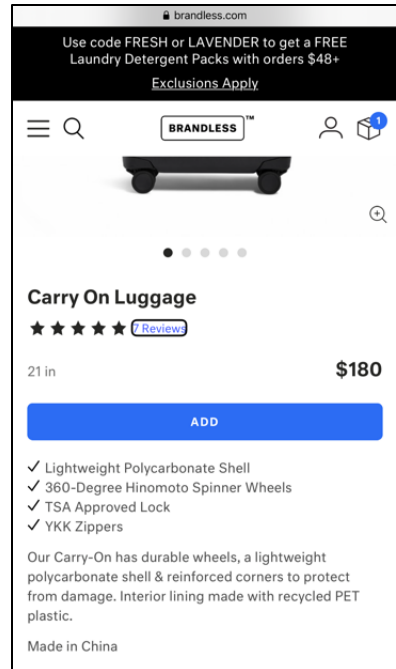 brandless.com
Use code FRESH or LAVENDER to get a FREE
Laundry Detergent Packs with orders $48+
Exclusions Apply
BRANDLESS™
1
Carry On Luggage
7 Reviews
21 in
$180
ADD
✓ Lightweight Polycarbonate Shell
✓ 360-Degree Hinomoto Spinner Wheels
✓ TSA Approved Lock
✓ YKK Zippers
Our Carry-On has durable wheels, a lightweight
polycarbonate shell & reinforced corners to protect
from damage. Interior lining made with recycled PET
plastic.
Made in China